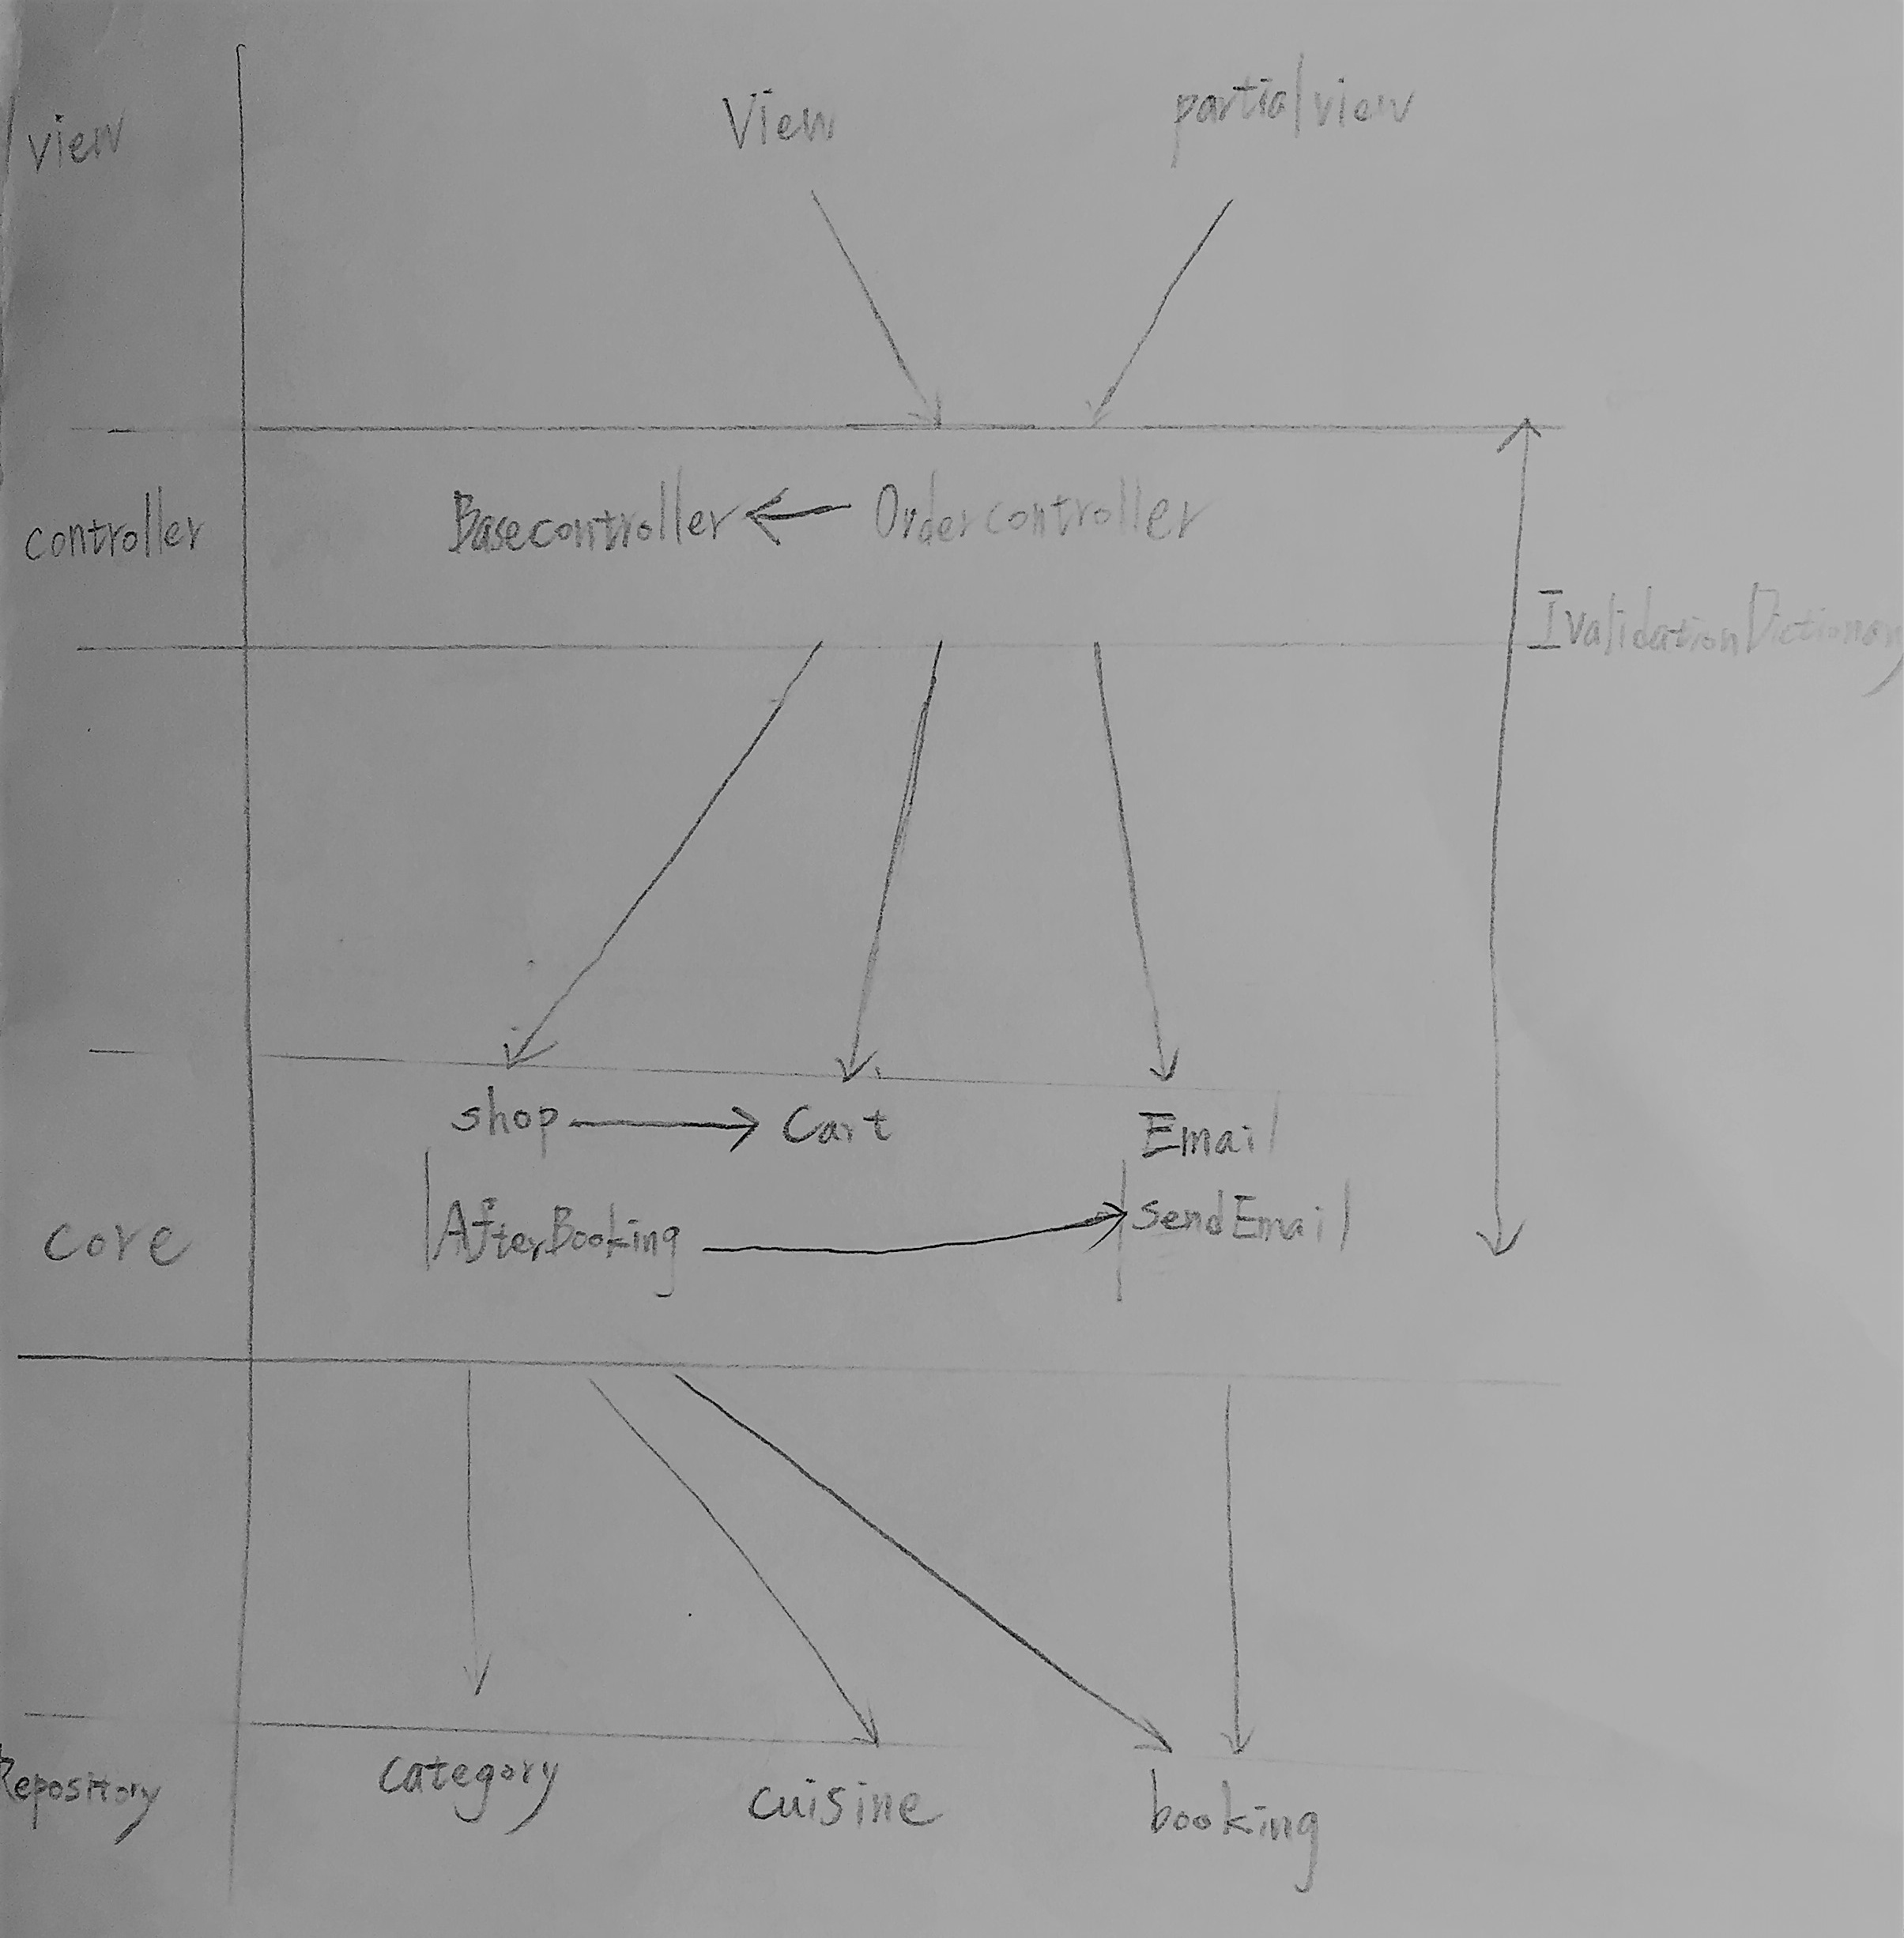 view
View
partialview
controller
Basecontroller
Ordercontroller
IvalidationDictionary
shop
Cart
Email
core
AfterBooking
sendEmail
Repository
category
cuisine
booking